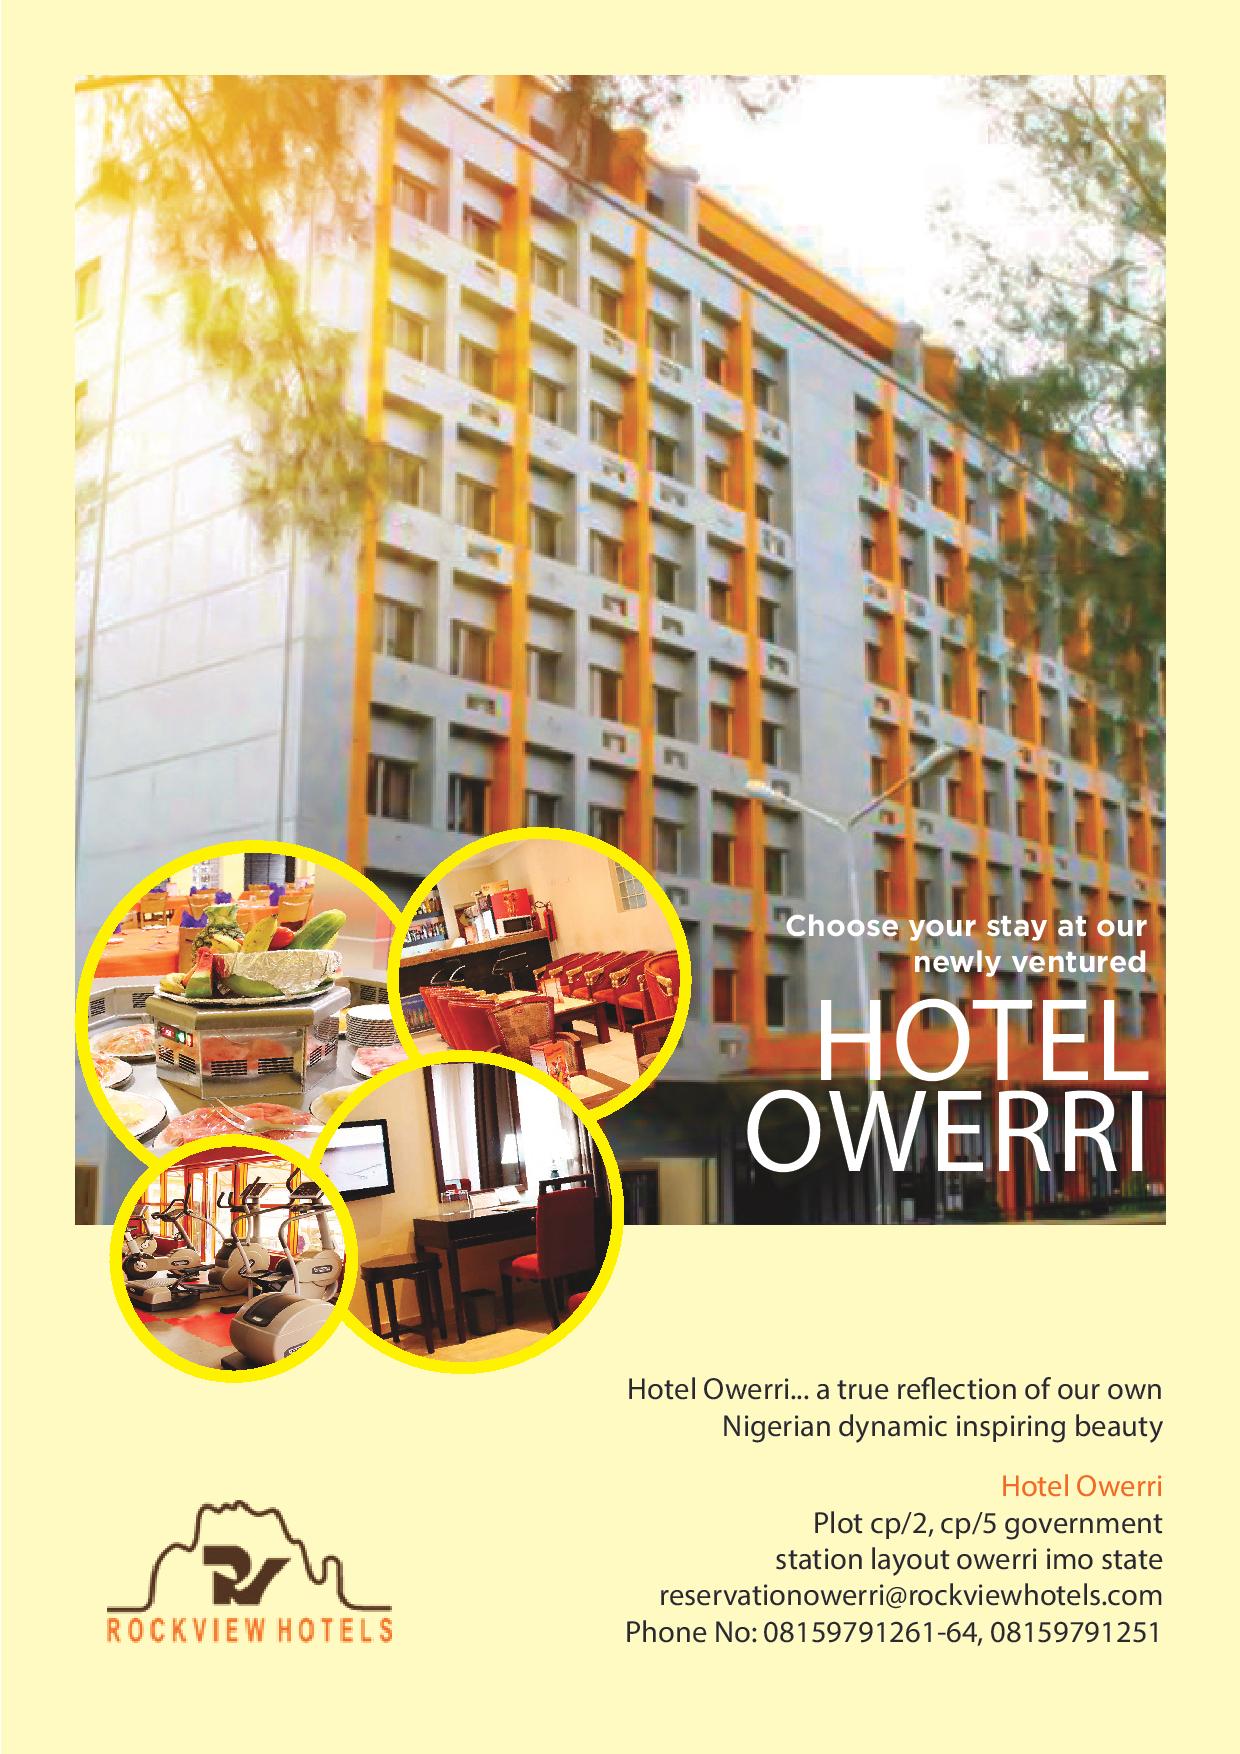 Choose your stay at our
newly ventured
HOTEL
OWERRI
Hotel Owerri... a true reflection of our own
Nigerian dynamic inspiring beauty
Hotel Owerri
Plot cp/2, cp/5 government
station layout owerri imo state
reservationowerri@rockviewhotels.com
Phone No: 08159791261-64, 08159791251
RV
ROCKVIEW HOTELS